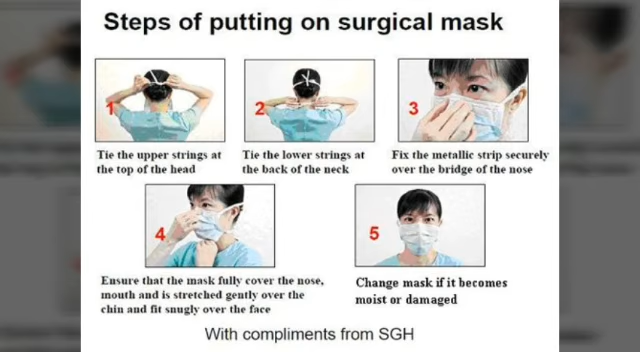 Steps of putting on surgical mask
1
Tie the upper strings at
the top of the head
2
Tie the lower strings at
the back of the neck
3
Fix the metallic strip securely
over the bridge of the nose
4
Ensure that the mask fully cover the nose,
mouth and is stretched gently over the
chin and fit snugly over the face
5
Change mask if it becomes
moist or damaged
With compliments from SGH